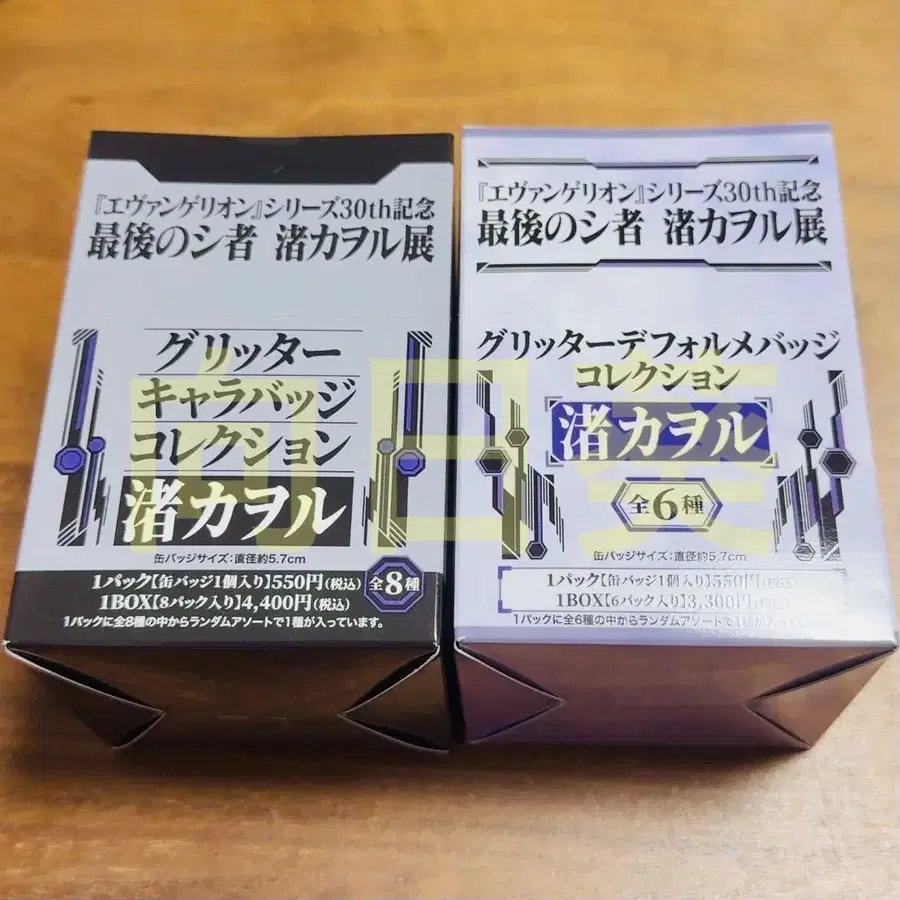 『エヴァンゲリオン』シリーズ30th記念
最後のシ者 渚カヲル展
グリッター
キャラバッジ
コレクション
渚カヲル
缶バッジサイズ:直径約5.7cm
1パック【缶バッジ1個入り】550円(税込)
1BOX【8パック入り】4,400円(税込)
全8種
1パックに全8種の中からランダムアソートで1種が入っています。
『エヴァンゲリオン』シリーズ30th記念
最後のシ者 渚カヲル展
グリッターデフォルメバッジ
コレクション
渚カヲル
全6種
缶バッジサイズ:直径約5.7cm
1パック【缶バッジ1個入り】550円(税込)
1BOX【6パック入り】3,300円(税込)
1パックに全6種の中からランダムアソートで1種が入っ
向日葵